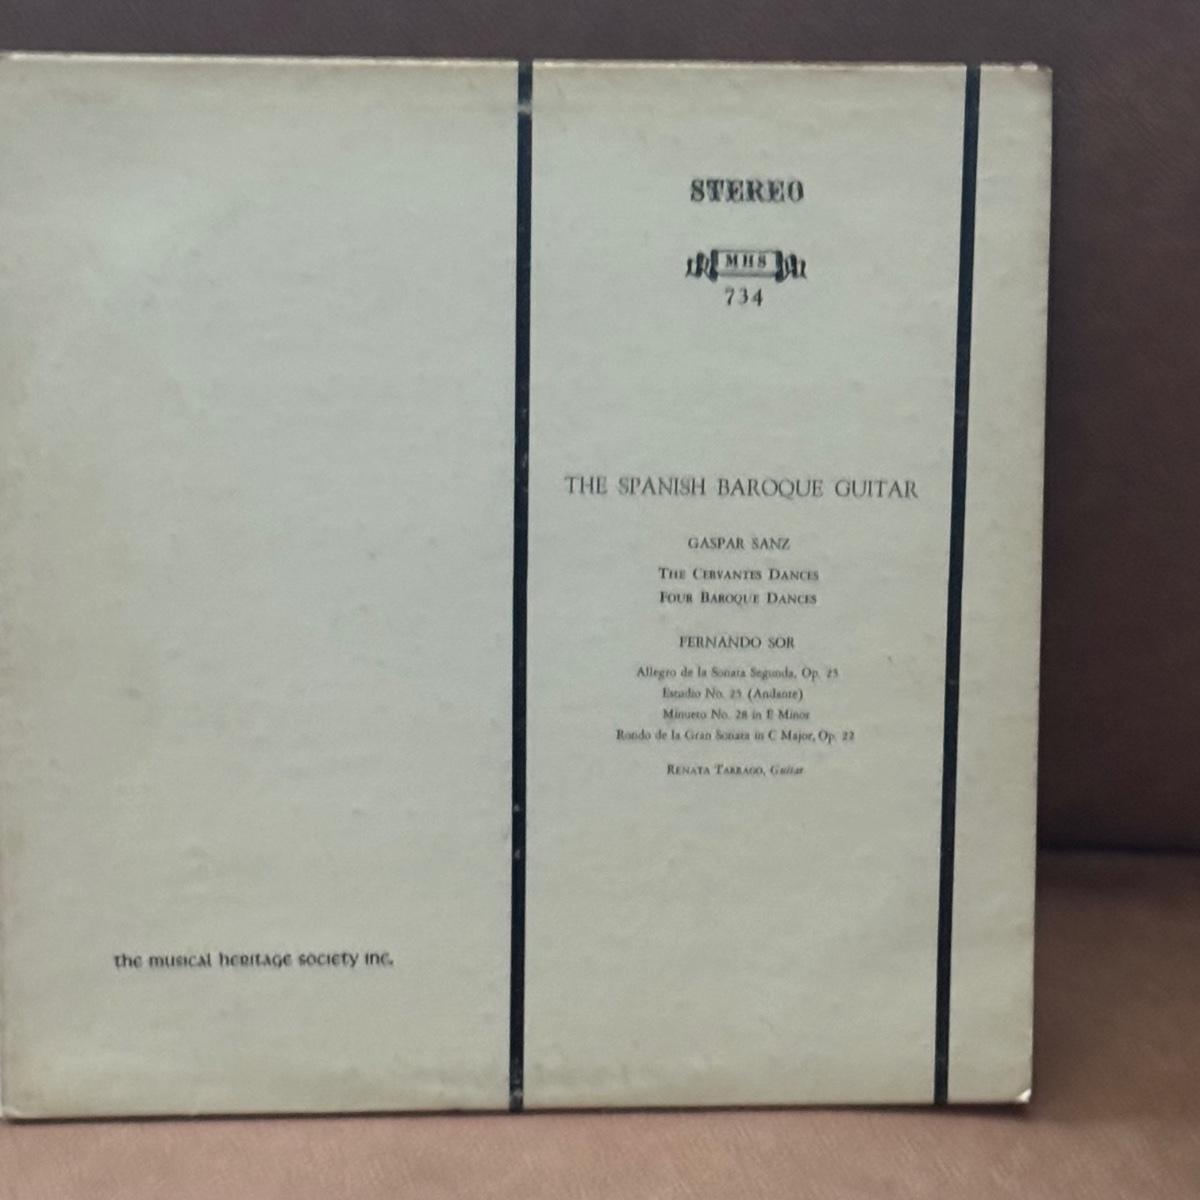 STEREO
MHS
734
THE SPANISH BAROQUE GUITAR
GASPAR SANZ
THE CERVANTES DANCES
FOUR BAROQUE DANCES
FERNANDO SOR
Allegro de la Sonata Segunda, Op. 25
Estudio No. 25 (Andante)
Minueto No. 28 in E Minor
Rondo de la Gran Sonata in C Major, Op. 22
RENATA TARRAGO, Guitar
the musical heritage society inc.